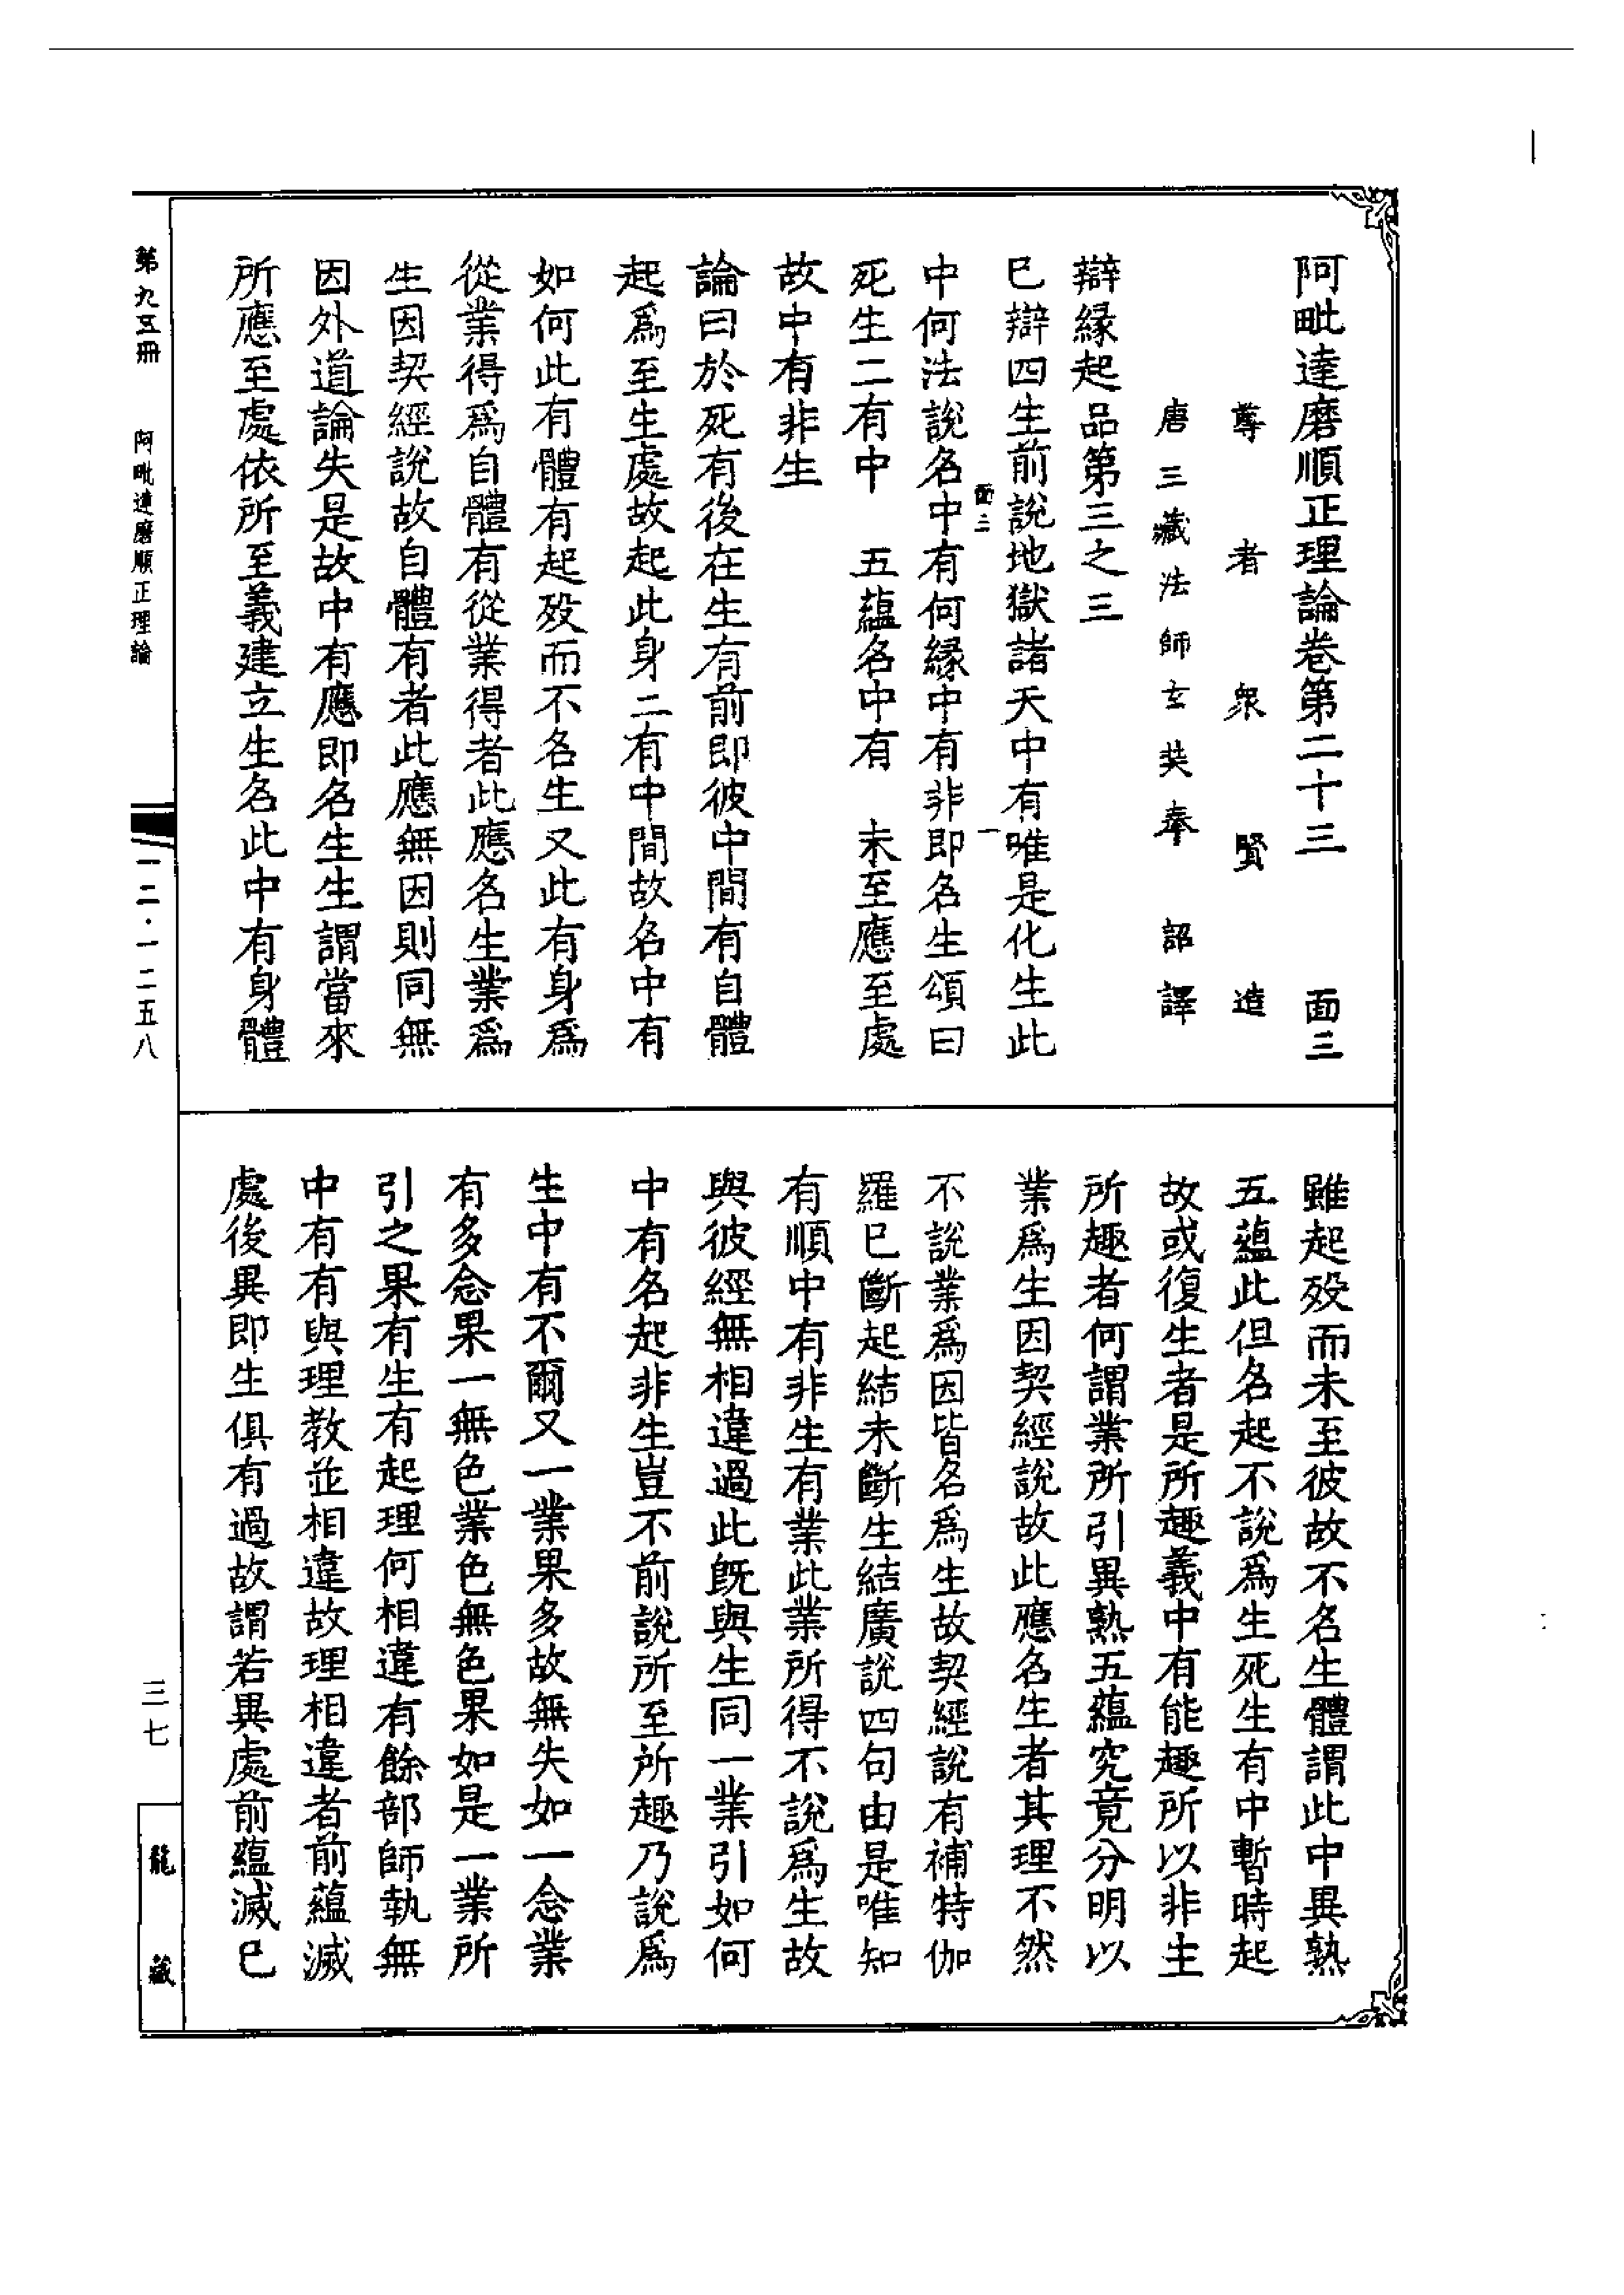 阿毗達磨順正理論卷第二十三　面三
尊者衆賢造
唐三藏法師玄奘奉　詔譯
辯緣起品第三之三
已辯四生前說地獄諸天中有唯是化生此
面三　一
中何法說名中有何緣中有非即名生頌曰
死生二有中　五蘊名中有　未至應至處
故中有非生
論曰於死有後在生有前即彼中間有自體
起爲至生處故起此身二有中間故名中有
如何此有體有起歿而不名生又此有身爲
從業得爲自體有從業得者此應名生業爲
生因契經說故自體有者此應無因則同無
因外道論失是故中有應即名生生謂當來
所應至處依所至義建立生名此中有身體
雖起歿而未至彼故不名生體謂此中異熟
五蘊此但名起不說爲生死生有中暫時起
故或復生者是所趣義中有能趣所以非生
所趣者何謂業所引異熟五蘊究竟分明以
業爲生因契經說故此應名生者其理不然
不說業爲因皆名爲生故契經說有補特伽
羅已斷起結未斷生結廣說四句由是唯知
有順中有非生有業此業所得不說爲生故
與彼經無相違過此既與生同一業引如何
中有名起非生豈不前說所至所趣乃說爲
生中有不爾又一業果多故無失如一念業
有多念果一無色業色無色果如是一業所
引之果有生有起理何相違有餘部師執無
中有有與理教並相違故理相違者前蘊滅
處後異即生俱有過故謂若異處前蘊滅已
第九五冊　阿毗達磨順正理論
一二·一二五八
三七
龍藏